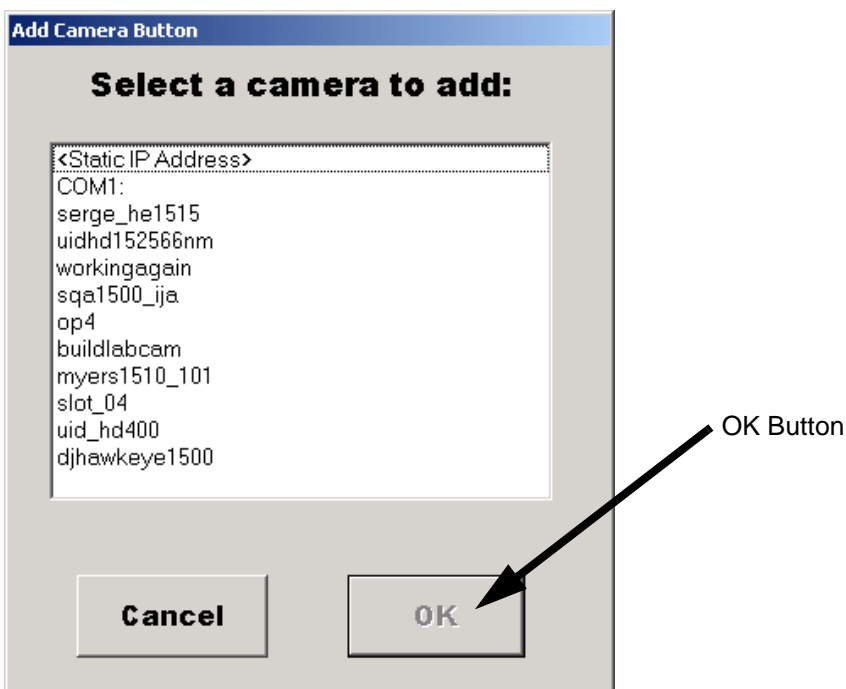 Add Camera Button
Select a camera to add:
<Static IP Address>
COM1:
serge_he1515
uidhd152566nm
workingagain
sqa1500_ija
op4
buildlabcam
myers1510_101
slot_04
uid_hd400
djhawkeye1500
OK Button
Cancel
OK